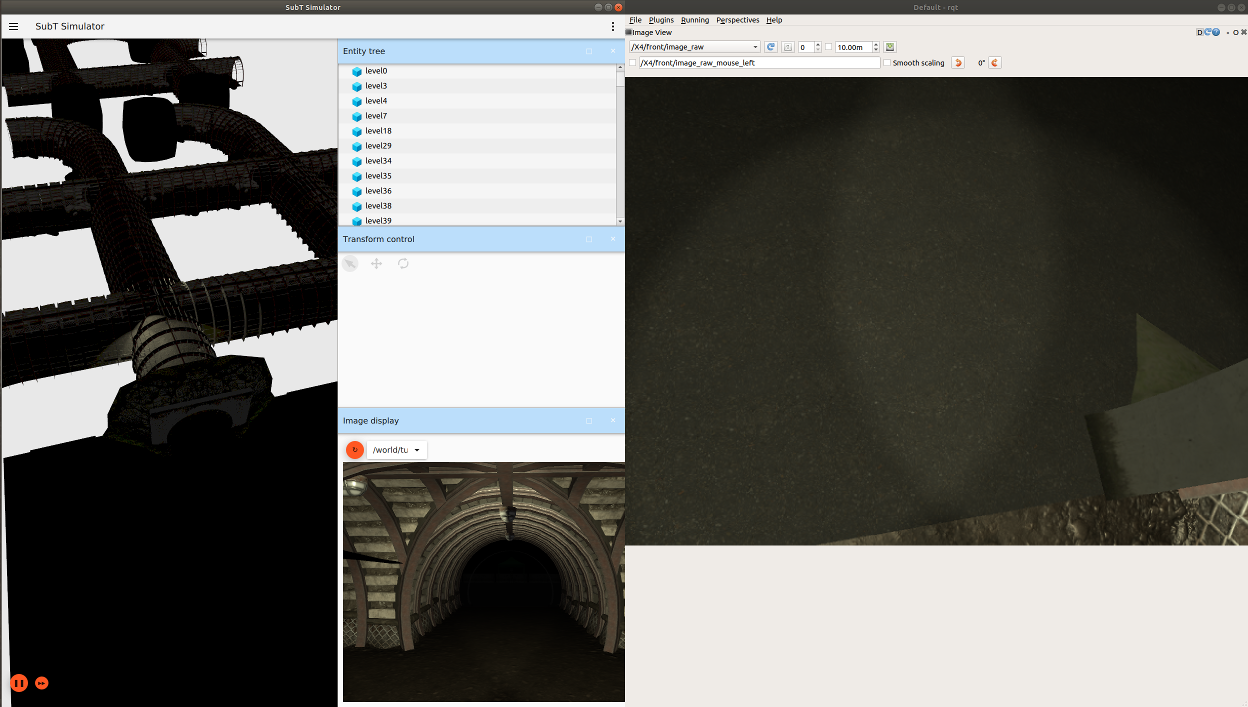 SubT Simulator
SubT Simulator
Entity tree
level0
level3
level4
level7
level18
level29
level34
level35
level36
level38
level39
Transform control
Image display
/world/tu
Default - rqt
File Plugins Running Perspectives Help
Image View
D C ?
- O
/X4/front/image_raw
0
10.00m
/X4/front/image_raw_mouse_left
Smooth scaling
0°